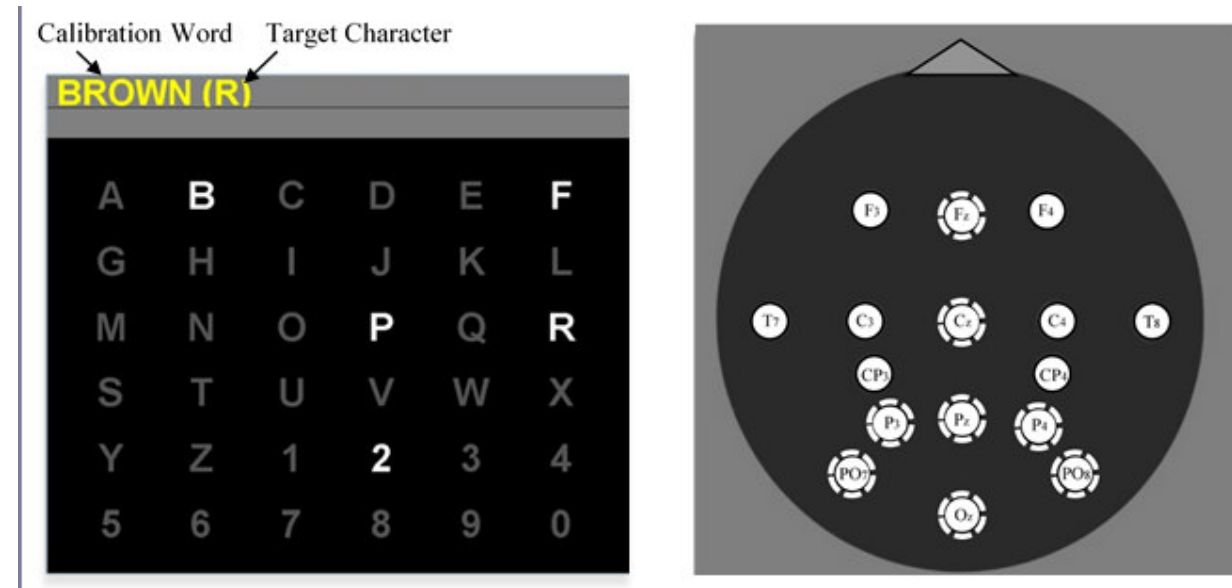 Calibration Word Target Character
BROWN (R)
A B C D E F
G H I J K L
M N O P Q R
S T U V W X
Y Z 1 2 3 4
5 6 7 8 9 0
F3 Fz F4
T7 C3 Cz C4 T8
CP3 CP4
P3 Pz P4
PO7 PO8
Oz